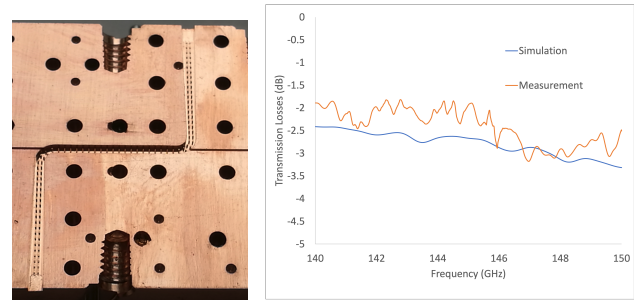 0
-0.5
-1
-1.5
-2
-2.5
-3
-3.5
-4
-4.5
-5
Transmission Losses (dB)
Simulation
Measurement
140 142 144 146 148 150
Frequency (GHz)